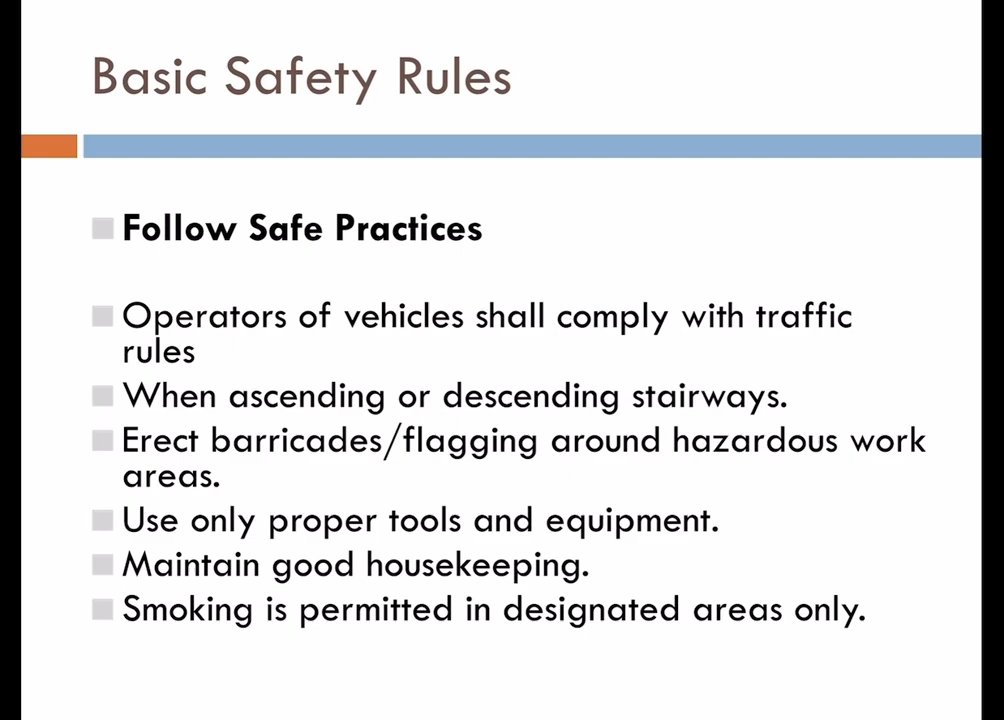 Basic Safety Rules
Follow Safe Practices
Operators of vehicles shall comply with traffic
rules
When ascending or descending stairways.
Erect barricades/flagging around hazardous work
areas.
Use only proper tools and equipment.
Maintain good housekeeping.
Smoking is permitted in designated areas only.